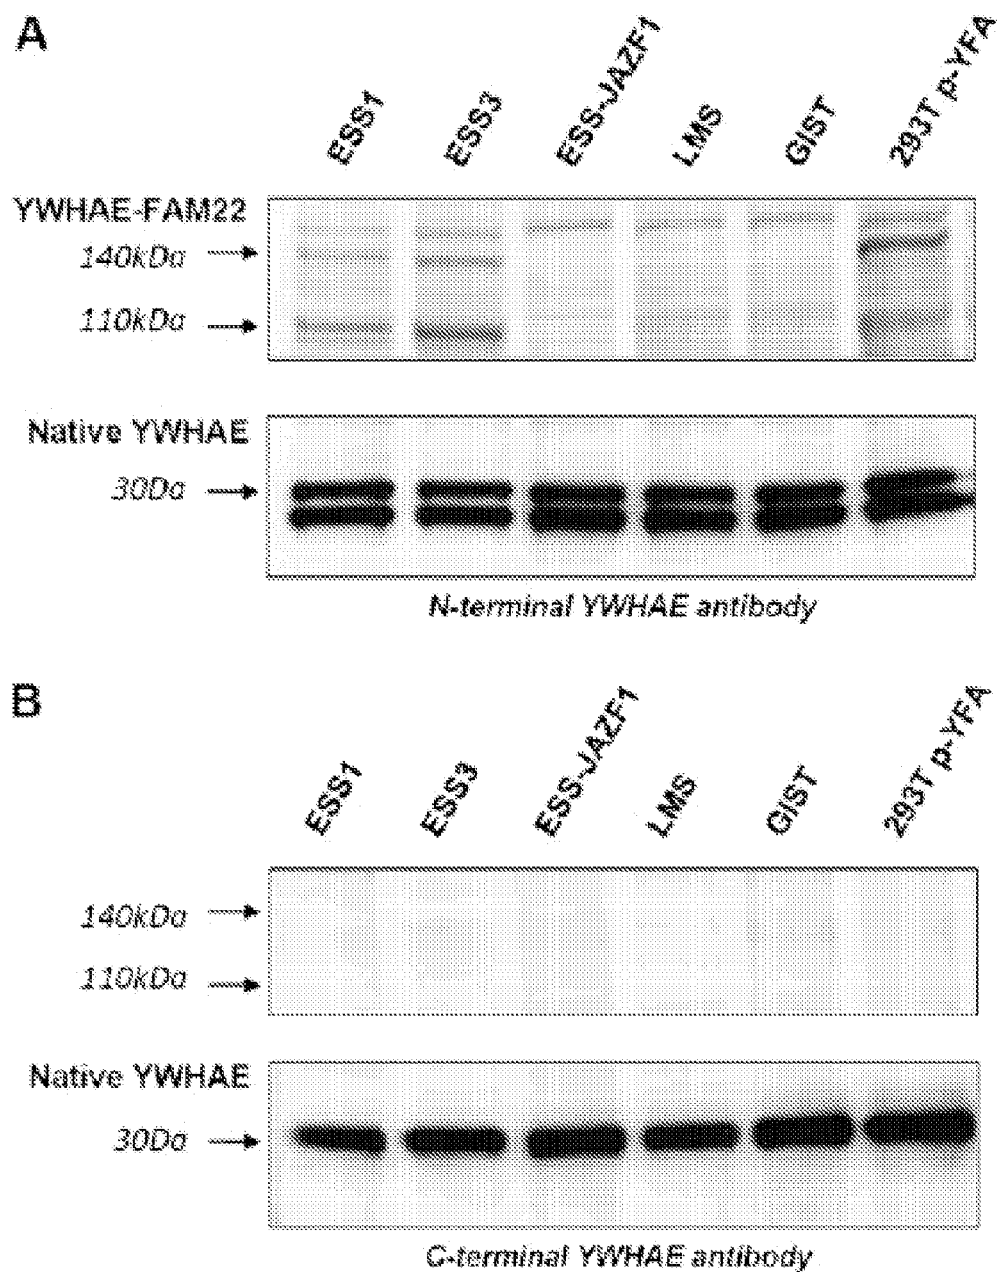 A
ESS1 ESS3 ESS-JAZF1 LMS GIST 293T p-YFA
YWHAE-FAM22
140kDa
110kDa
Native YWHAE
30Da
N-terminal YWHAE antibody
B
ESS1 ESS3 ESS-JAZF1 LMS GIST 293T p-YFA
140kDa
110kDa
Native YWHAE
30Da
C-terminal YWHAE antibody